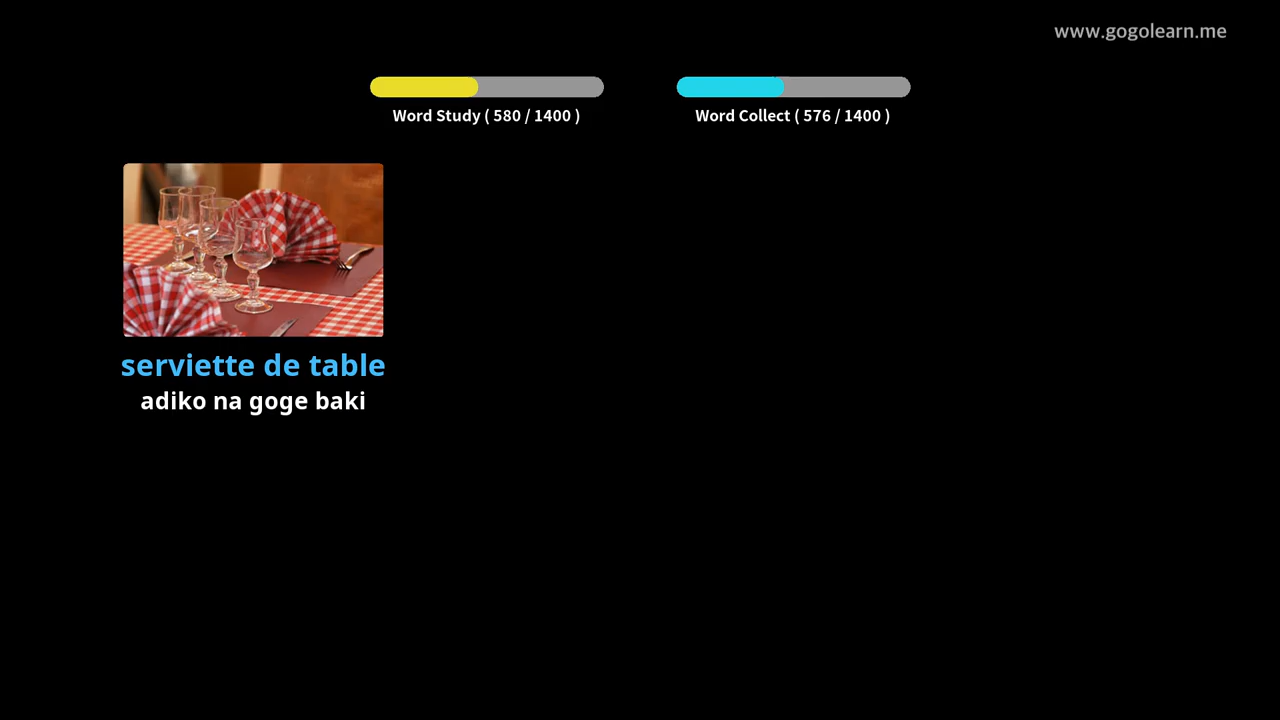 www.gogolearn.me
Word Study ( 580 / 1400 )
Word Collect ( 576 / 1400 )
serviette de table
adiko na goge baki